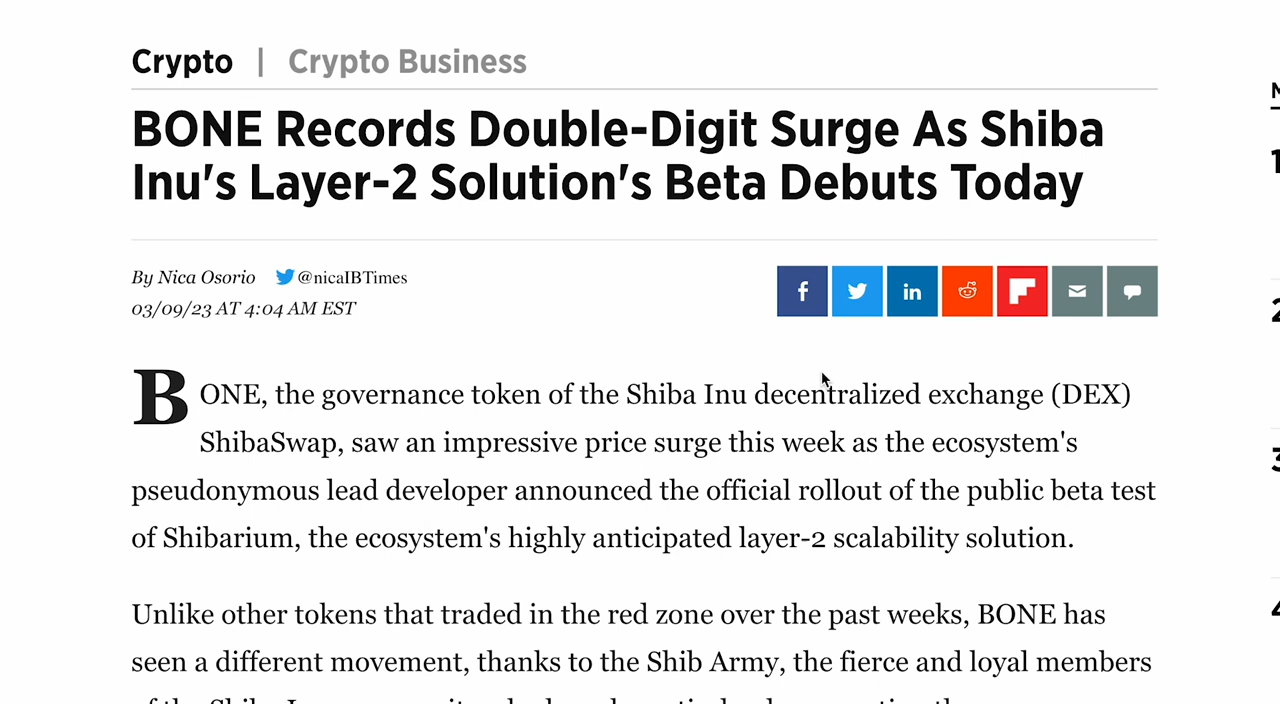 Crypto | Crypto Business
BONE Records Double-Digit Surge As Shiba
Inu's Layer-2 Solution's Beta Debuts Today
By Nica Osorio @nicaIBTimes
03/09/23 AT 4:04 AM EST
f in
BONE, the governance token of the Shiba Inu decentralized exchange (DEX)
ShibaSwap, saw an impressive price surge this week as the ecosystem's
pseudonymous lead developer announced the official rollout of the public beta test
of Shibarium, the ecosystem's highly anticipated layer-2 scalability solution.
Unlike other tokens that traded in the red zone over the past weeks, BONE has
seen a different movement, thanks to the Shib Army, the fierce and loyal members